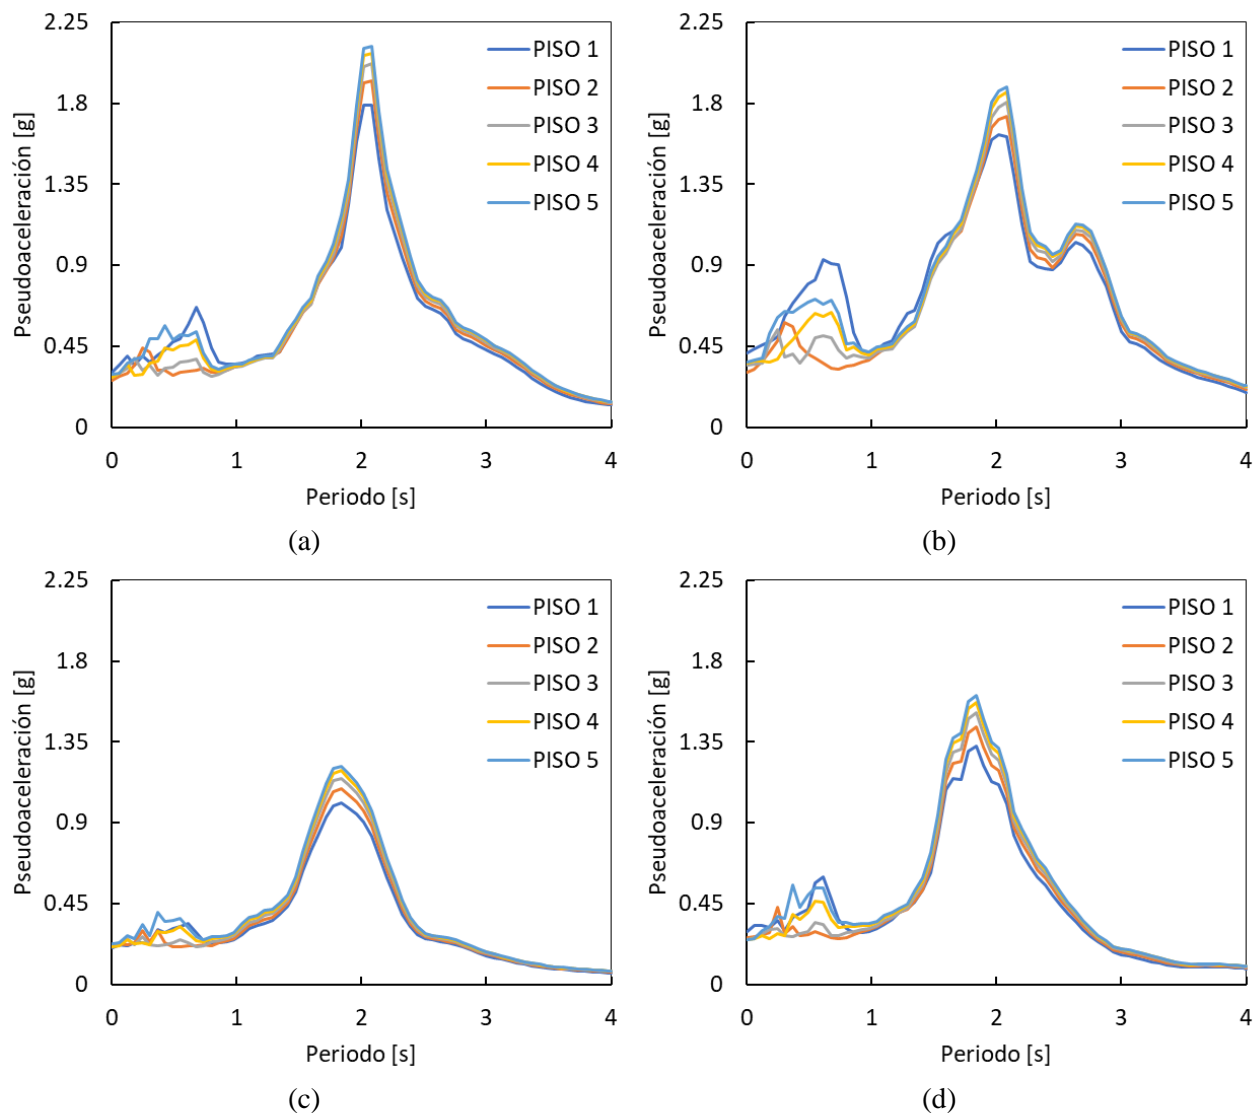 2.25
1.8
1.35
0.9
0.45
0
Pseudoaceleración [g]
PISO 1
PISO 2
PISO 3
PISO 4
PISO 5
0 1 2 3 4
Periodo [s]
(a)
2.25
1.8
1.35
0.9
0.45
0
Pseudoaceleración [g]
PISO 1
PISO 2
PISO 3
PISO 4
PISO 5
0 1 2 3 4
Periodo [s]
(b)
2.25
1.8
1.35
0.9
0.45
0
Pseudoaceleración [g]
PISO 1
PISO 2
PISO 3
PISO 4
PISO 5
0 1 2 3 4
Periodo [s]
(c)
2.25
1.8
1.35
0.9
0.45
0
Pseudoaceleración [g]
PISO 1
PISO 2
PISO 3
PISO 4
PISO 5
0 1 2 3 4
Periodo [s]
(d)